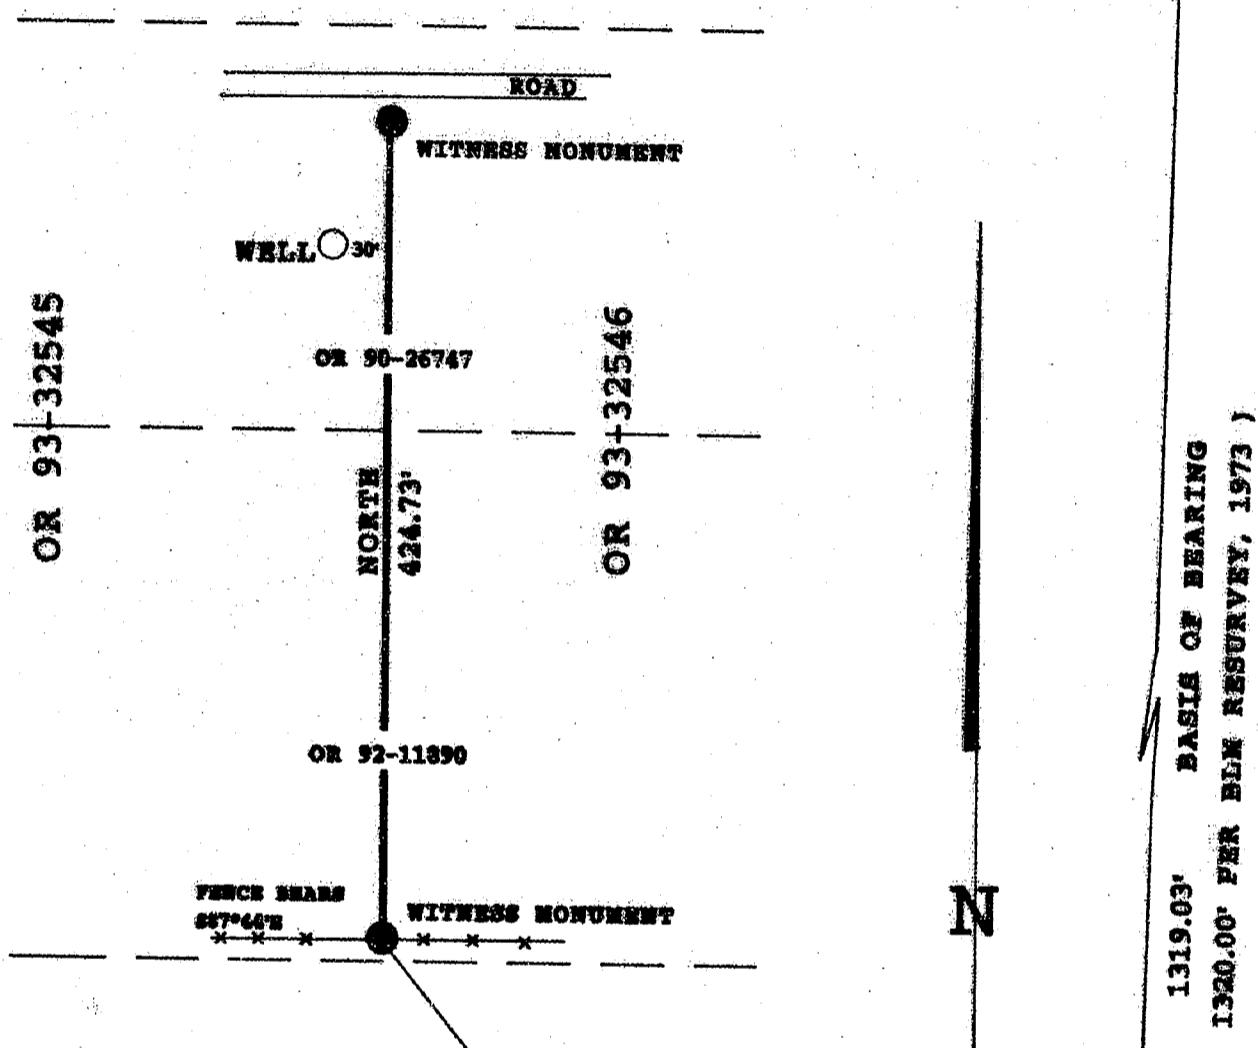 ROAD
WITNESS MONUMENT
WELL 30'
OR 93-32545
OR 90-26747
OR 93-32546
NORTH
424.73'
OR 92-11890
FENCE BEARS
WITNESS MONUMENT
N
1319.03' BASIS OF BEARING
1320.00' PER BLM RESURVEY, 1973 )